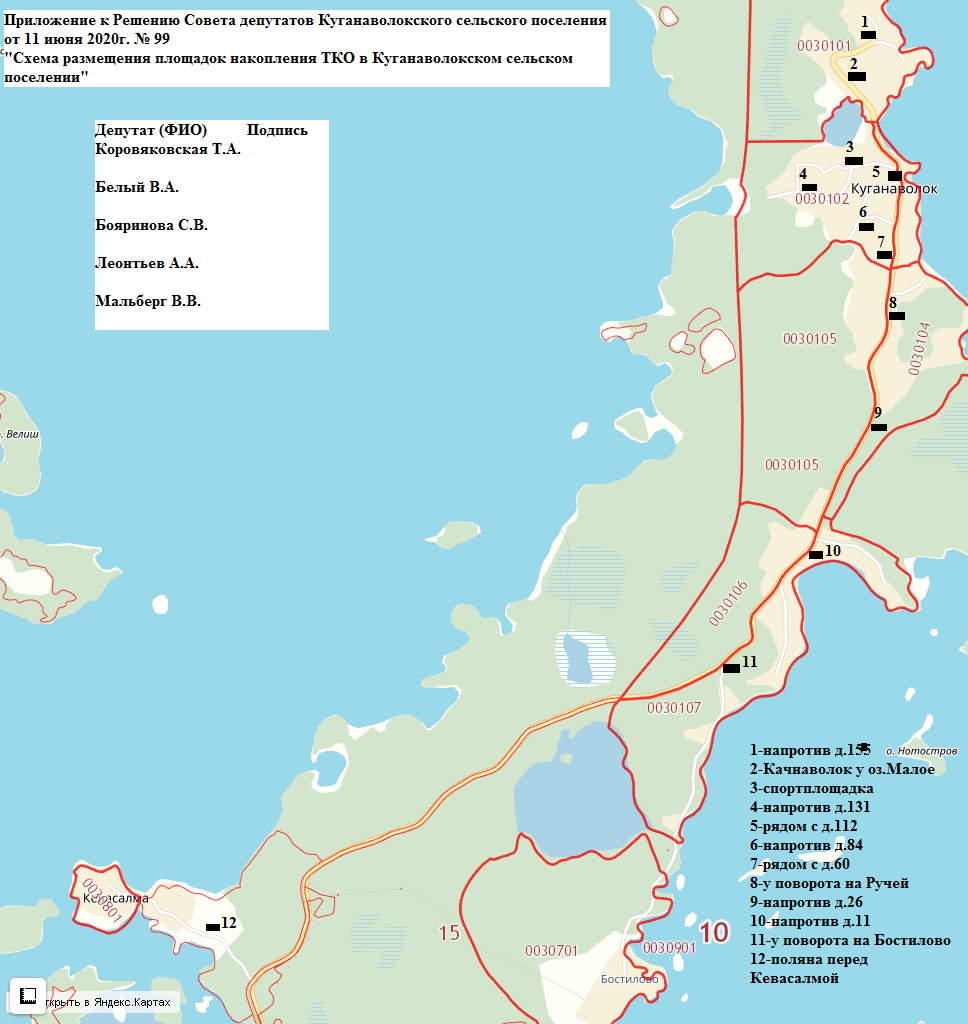 Приложение к Решению Совета депутатов Куганаволокского сельского поселения
от 11 июня 2020г. № 99
"Схема размещения площадок накопления ТКО в Куганаволокском сельском
поселении"
Депутат (ФИО) Подпись
Коровяковская Т.А.
Белый В.А.
Бояринова С.В.
Леонтьев А.А.
Мальберг В.В.
1
0030101
2
3
4
5
Куганаволок
0030102
6
7
8
0030105
0030104
9
. Велиш
0030105
10
0030106
11
0030107
1-напротив д.155
о. Нотостров
2-Качнаволок у оз.Малое
3-спортплощадка
4-напротив д.131
5-рядом с д.112
6-напротив д.84
7-рядом с д.60
8-у поворота на Ручей
9-напротив д.26
10-напротив д.11
11-у поворота на Бостилово
12-поляна перед
Кевасалмой
Кевасалма
0030801
12
15
10
0030701
0030901
Бостилово
крыть в Яндекс.Картах